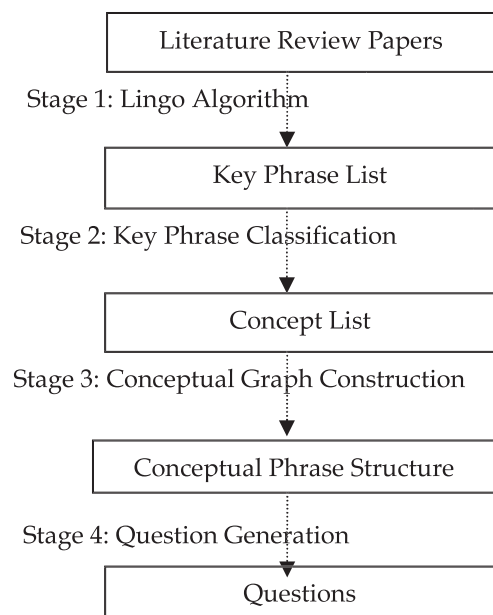 Literature Review Papers
Stage 1: Lingo Algorithm
Key Phrase List
Stage 2: Key Phrase Classification
Concept List
Stage 3: Conceptual Graph Construction
Conceptual Phrase Structure
Stage 4: Question Generation
Questions